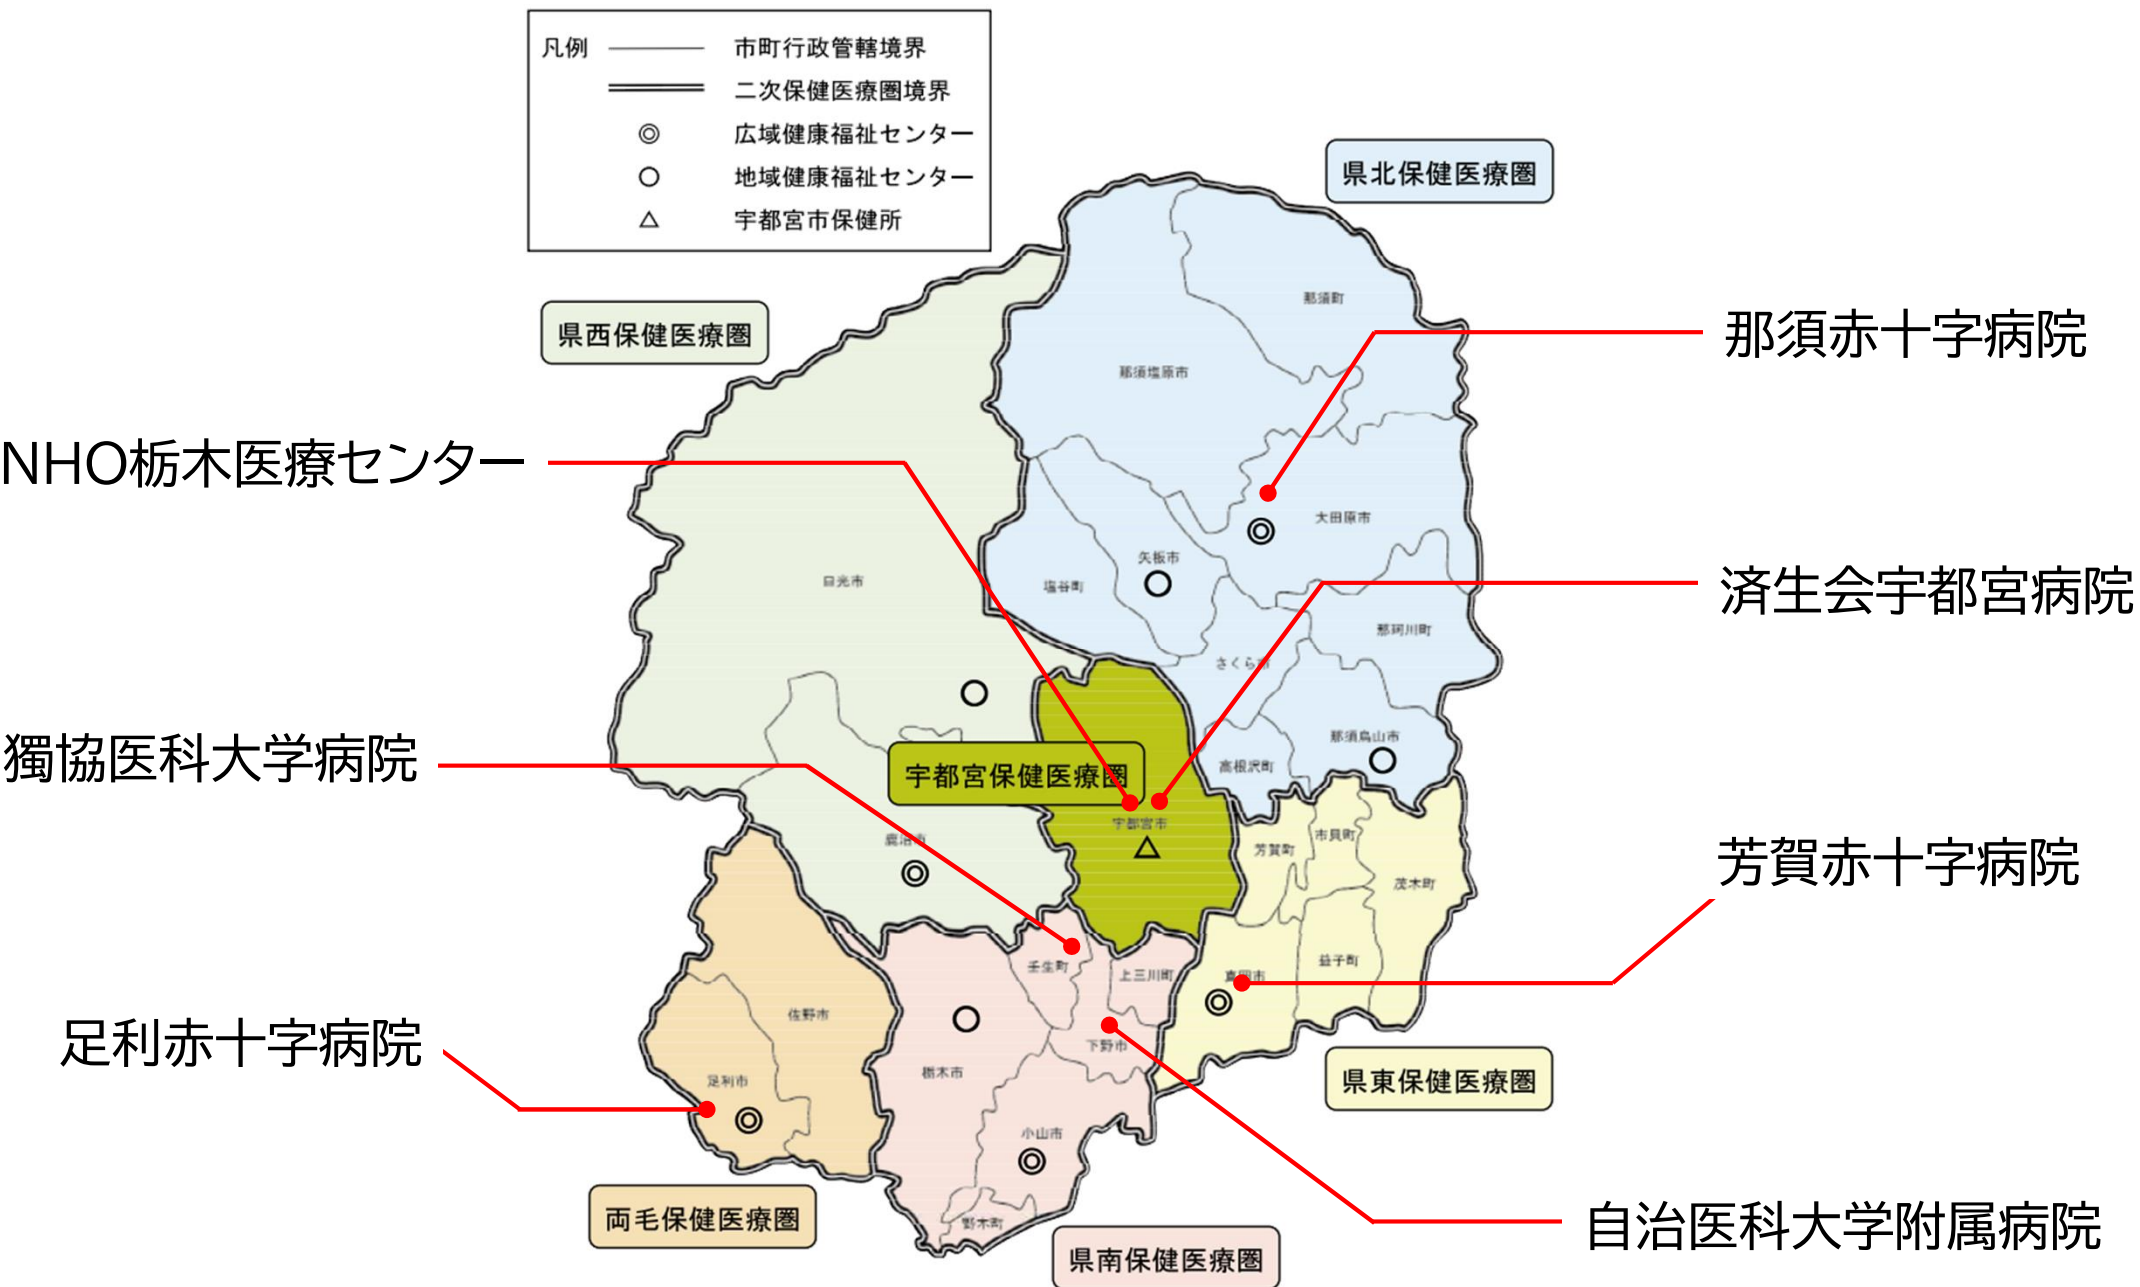 凡例 市町行政管轄境界
二次保健医療圏境界
広域健康福祉センター
地域健康福祉センター
宇都宮市保健所
県北保健医療圏
県西保健医療圏
那須町
那須赤十字病院
那須塩原市
NHO栃木医療センター
大田原市
矢板市
日光市
塩谷町
済生会宇都宮病院
那珂川町
さくら市
那須烏山市
獨協医科大学病院
高根沢町
宇都宮保健医療圏
宇都宮市
市貝町
鹿沼市
芳賀町
芳賀赤十字病院
茂木町
益子町
壬生町
上三川町
真岡市
佐野市
足利赤十字病院
下野市
栃木市
足利市
県東保健医療圏
小山市
両毛保健医療圏
野木町
自治医科大学附属病院
県南保健医療圏